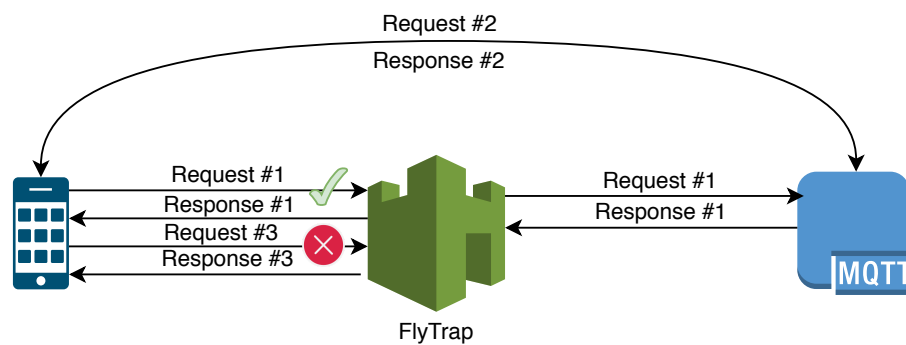 Request #2
Response #2
Request #1
Response #1
Request #3
Response #3
Request #1
Response #1
MQTT
FlyTrap